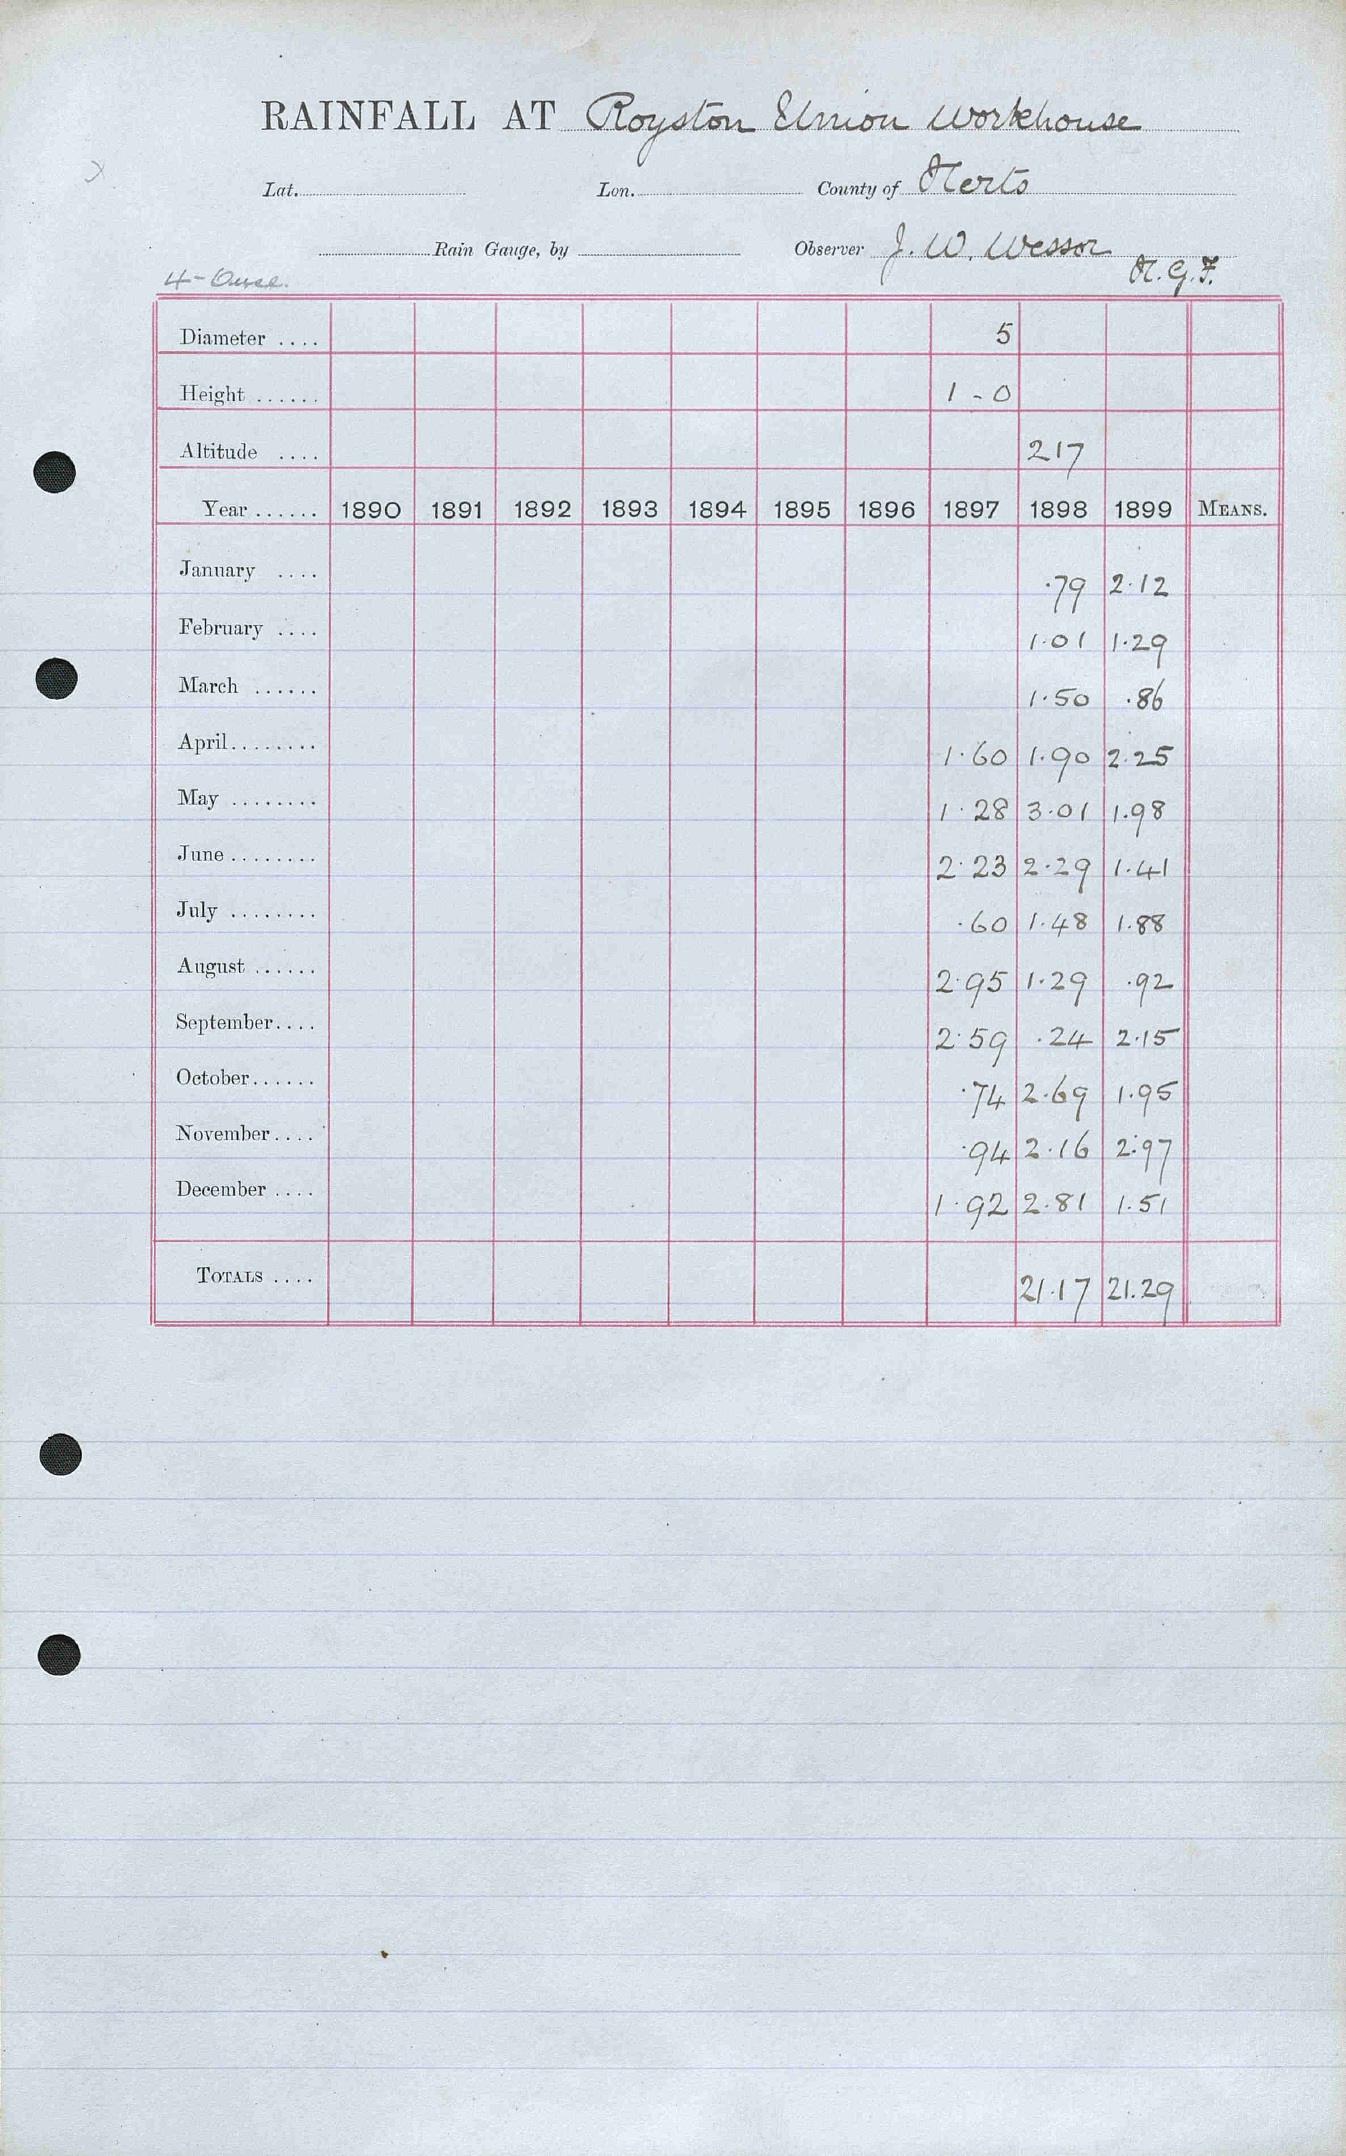 RAINFALL AT Royston Union Workhouse
Lat. Lon. County of Herts
Rain Gauge, by Observer J. W. Wessor
4 - Ouse. H.G.F.
Diameter .... 5
Height ...... 1 - 0
Altitude .... 217
Year ...... 1890 1891 1892 1893 1894 1895 1896 1897 1898 1899 MEANS.
January .... .79 2.12
February .... 1.01 1.29
March ...... 1.50 .86
April........ 1.60 1.90 2.25
May ........ 1.28 3.01 1.98
June ........ 2.23 2.29 1.41
July ........ .60 1.48 1.88
August ...... 2.95 1.29 .92
September.... 2.59 .24 2.15
October...... .74 2.69 1.95
November.... .94 2.16 2.97
December .... 1.92 2.81 1.51
TOTALS .... 21.17 21.29